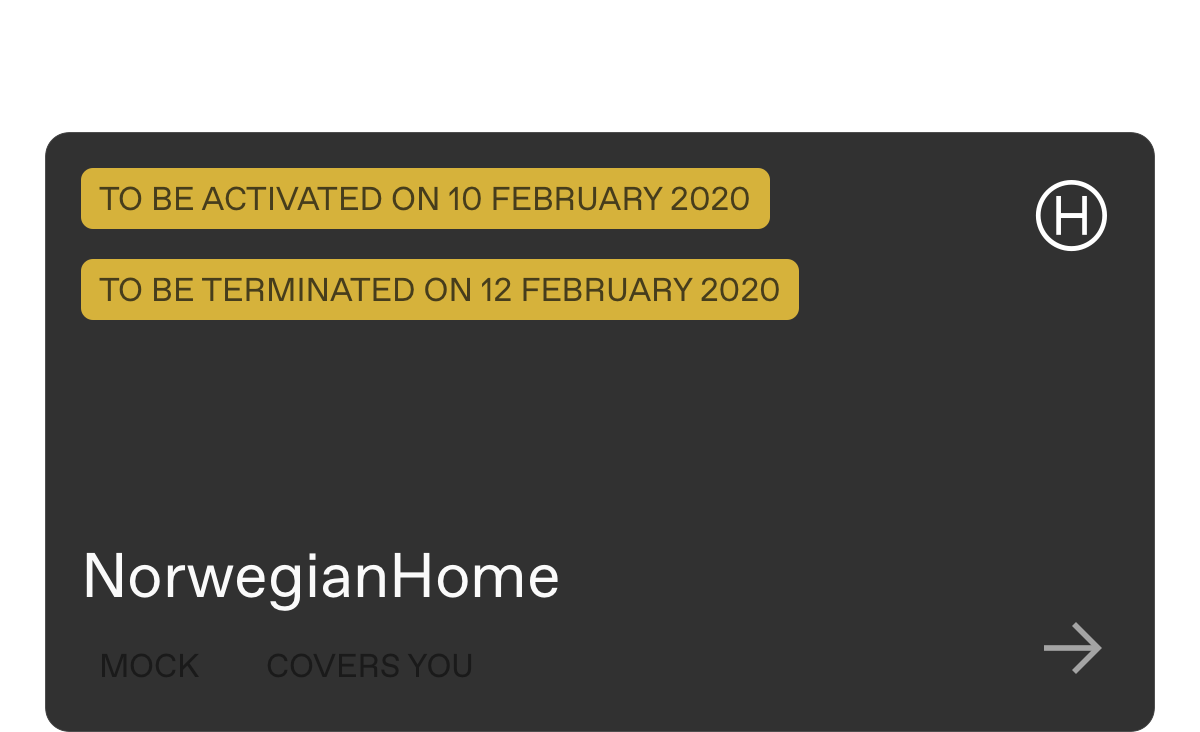 TO BE ACTIVATED ON 10 FEBRUARY 2020
H
TO BE TERMINATED ON 12 FEBRUARY 2020
NorwegianHome
MOCK COVERS YOU